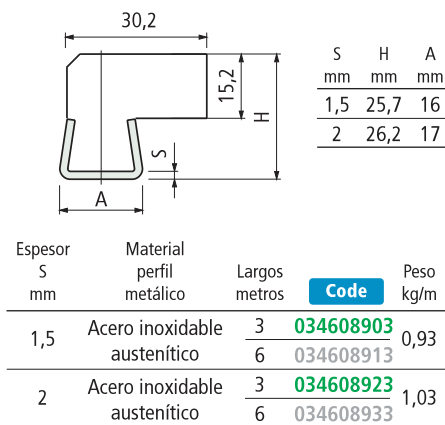 30,2
15,2
H
S
A
S H A
mm mm mm
1,5 25,7 16
2 26,2 17
Espesor
S
mm
Material
perfil
metálico
Largos
metros
Code
Peso
kg/m
1,5
Acero inoxidable
austenítico
3 034608903
6 034608913
0,93
2
Acero inoxidable
austenítico
3 034608923
6 034608933
1,03